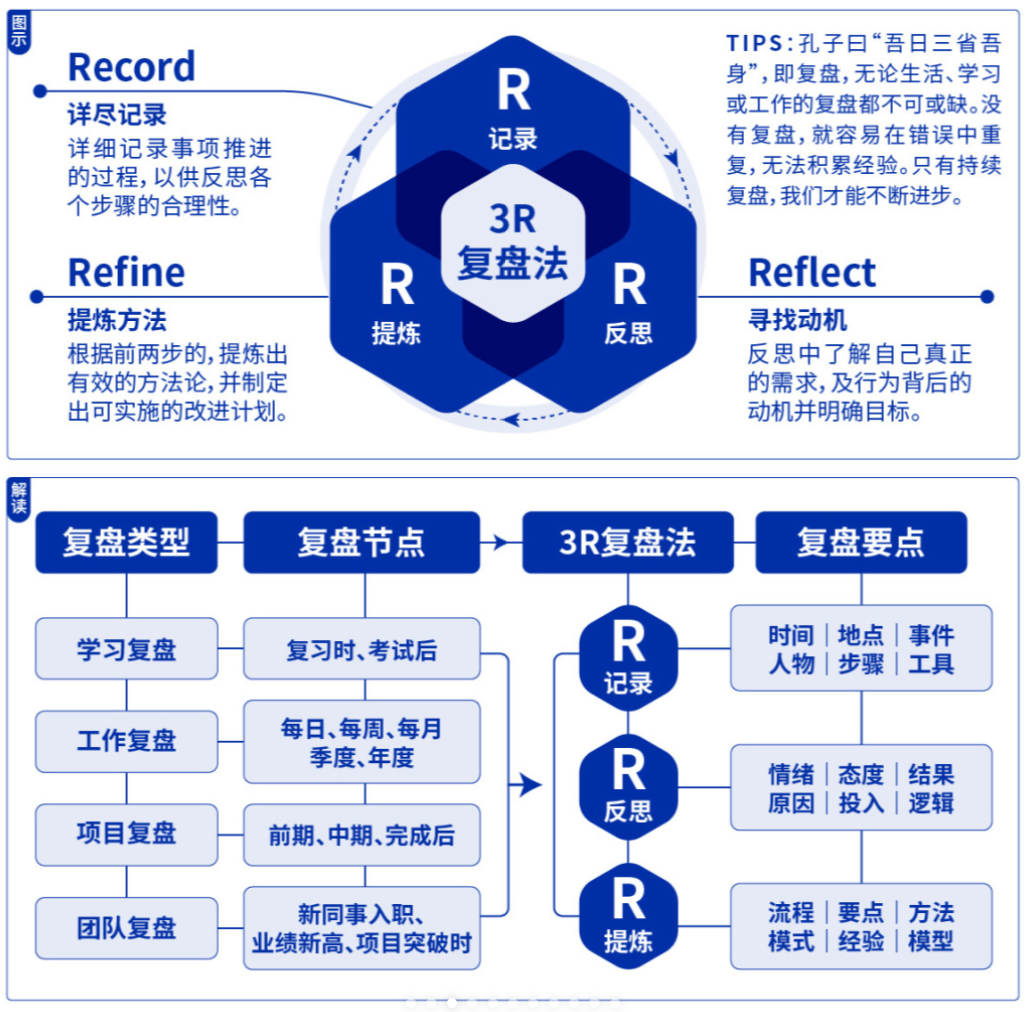 图示
Record
详尽记录
详细记录事项推进
的过程，以供反思各
个步骤的合理性。
R
记录
TIPS：孔子曰“吾日三省吾
身”，即复盘，无论生活、学习
或工作的复盘都不可或缺。没
有复盘，就容易在错误中重
复，无法积累经验。只有持续
复盘，我们才能不断进步。
3R
复盘法
Refine
提炼方法
根据前两步的，提炼出
有效的方法论，并制定
出可实施的改进计划。
R
提炼
R
反思
Reflect
寻找动机
反思中了解自己真正
的需求，及行为背后的
动机并明确目标。
解读
复盘类型
复盘节点
3R复盘法
复盘要点
学习复盘
复习时、考试后
R
记录
时间｜地点｜事件
人物｜步骤｜工具
工作复盘
每日、每周、每月
季度、年度
R
反思
情绪｜态度｜结果
原因｜投入｜逻辑
项目复盘
前期、中期、完成后
团队复盘
新同事入职、
业绩新高、项目突破时
R
提炼
流程｜要点｜方法
模式｜经验｜模型